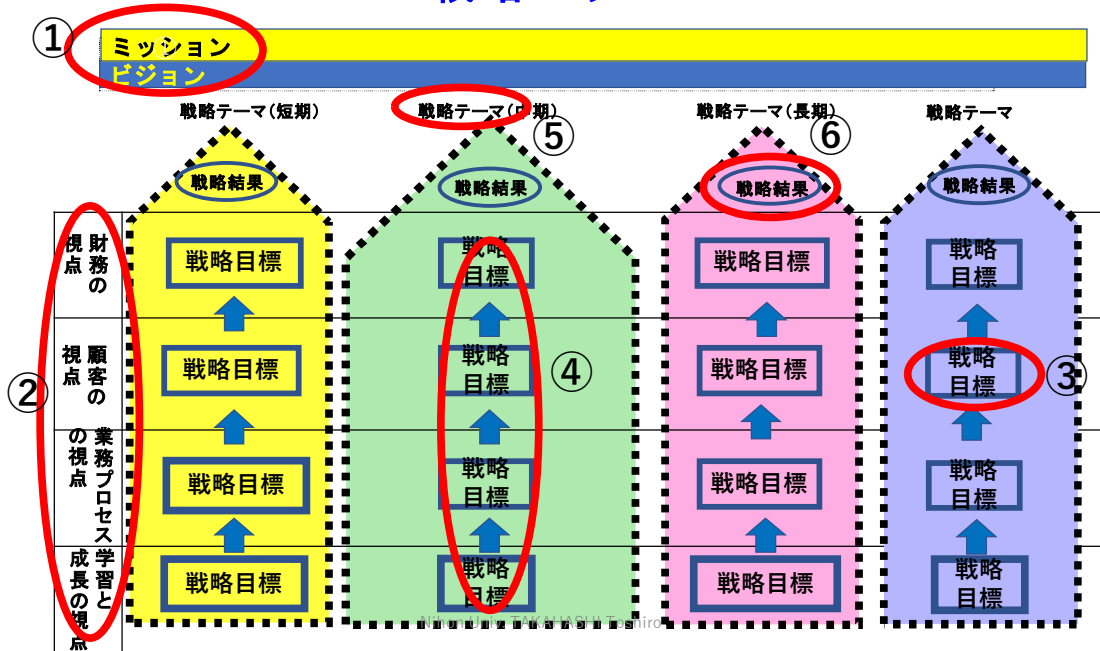 ①
ミッション
ビジョン
戦略テーマ(短期)
戦略テーマ(中期)
戦略テーマ(長期)
戦略テーマ
⑤
⑥
戦略結果
戦略結果
戦略結果
戦略結果
財務の
視点
戦略目標
戦略
目標
戦略目標
戦略
目標
②
顧客の
視点
戦略目標
戦略
目標
④
戦略目標
戦略
目標
③
業務プロセス
の視点
戦略目標
戦略
目標
戦略目標
戦略
目標
学習と
成長の視点
戦略目標
戦略
目標
戦略目標
戦略
目標
Nihon Univ. TAKAHASHI Toshiro